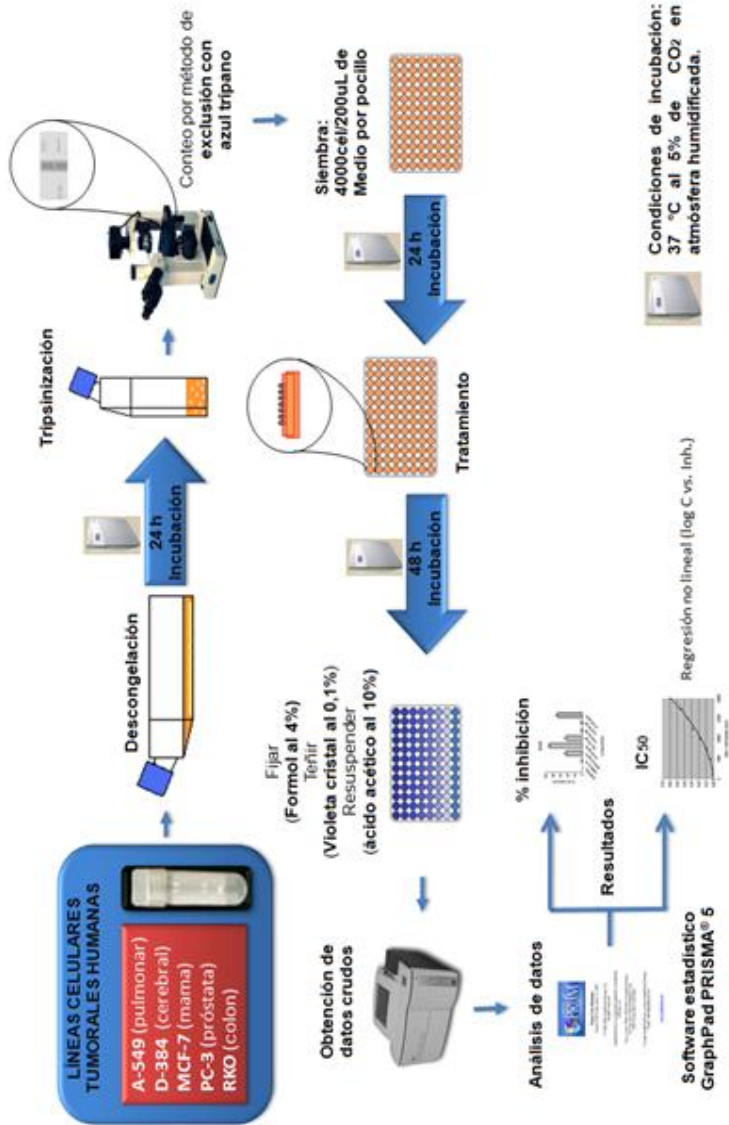 LÍNEAS CELULARES
TUMORALES HUMANAS
A-549 (pulmonar)
D-384 (cerebral)
MCF-7 (mama)
PC-3 (próstata)
RKO (colon)
Descongelación
24 h
Incubación
Tripsinización
Conteo por método de
exclusión con
azul tripano
Siembra:
4000cél/200uL de
Medio por pocillo
24 h
Incubación
Tratamiento
48 h
Incubación
Fijar
(Formol al 4%)
Teñir
(Violeta cristal al 0,1%)
Resuspender
(ácido acético al 10%)
Obtención de
datos crudos
Análisis de datos
Software estadístico
GraphPad PRISMA® 5
Resultados
% inhibición
IC50
Regresión no lineal (log C vs. Inh.)
Condiciones de incubación:
37 °C al 5% de CO2 en
atmósfera humidificada.